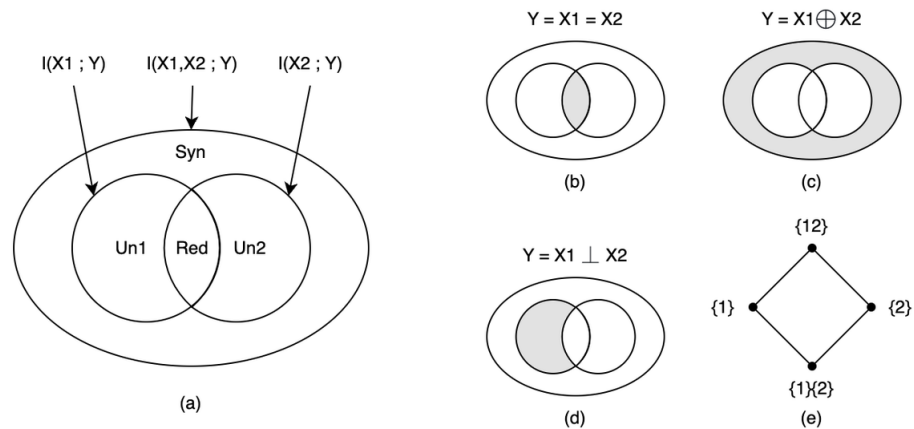 I(X1 ; Y)
I(X1,X2 ; Y)
I(X2 ; Y)
Syn
Un1
Red
Un2
(a)
Y = X1 = X2
(b)
Y = X1⊕X2
(c)
Y = X1 ⊥ X2
(d)
{12}
{1}
{2}
{1}{2}
(e)